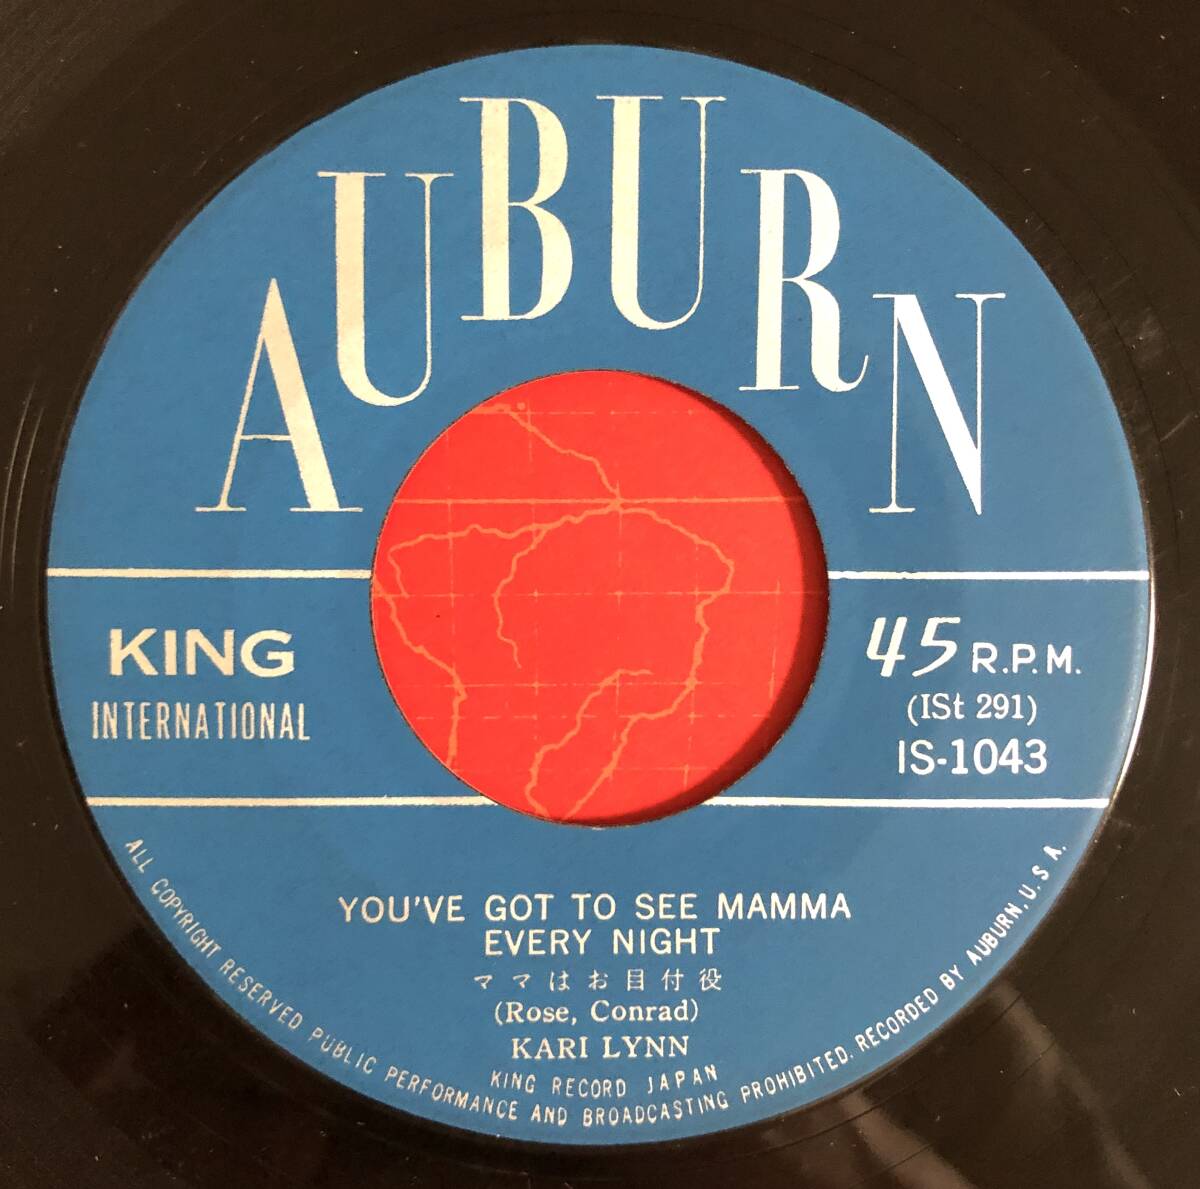 AUBURN
KING
INTERNATIONAL
45 R.P.M.
(ISt 291)
IS-1043
YOU'VE GOT TO SEE MAMMA
EVERY NIGHT
ママはお目付役
(Rose, Conrad)
KARI LYNN
KING RECORD JAPAN
ALL COPYRIGHT RESERVED PUBLIC PERFORMANCE AND BROADCASTING PROHIBITED. RECORDED BY AUBURN, U.S A.